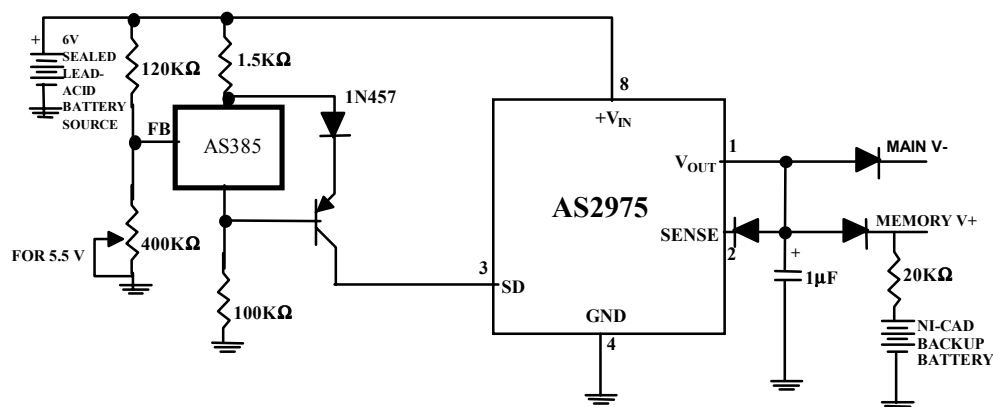 6V
SEALED
LEAD-
ACID
BATTERY
SOURCE
+
120KΩ
1.5KΩ
1N457
FB
AS385
FOR 5.5 V
400KΩ
100KΩ
8
+VIN
VOUT
1
AS2975
SENSE
2
3
SD
GND
4
MAIN V-
MEMORY V+
+
1µF
20KΩ
NI-CAD
BACKUP
BATTERY